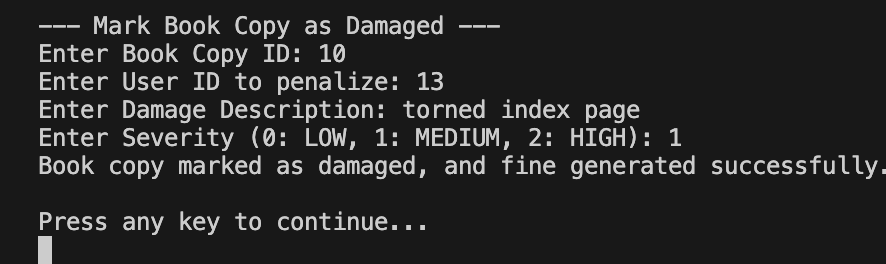 --- Mark Book Copy as Damaged ---
Enter Book Copy ID: 10
Enter User ID to penalize: 13
Enter Damage Description: torned index page
Enter Severity (0: LOW, 1: MEDIUM, 2: HIGH): 1
Book copy marked as damaged, and fine generated successfully.
Press any key to continue...